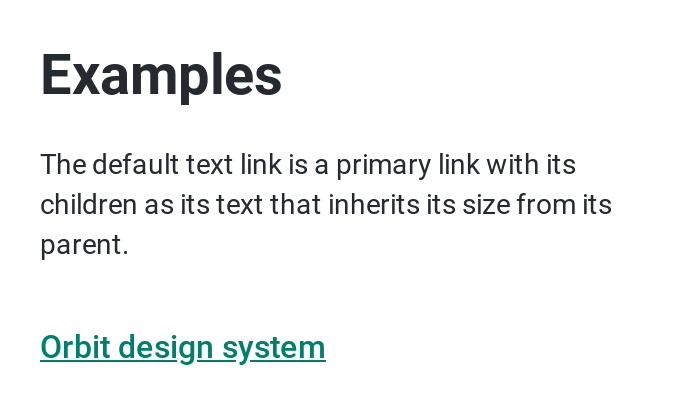 Examples
The default text link is a primary link with its
children as its text that inherits its size from its
parent.
Orbit design system